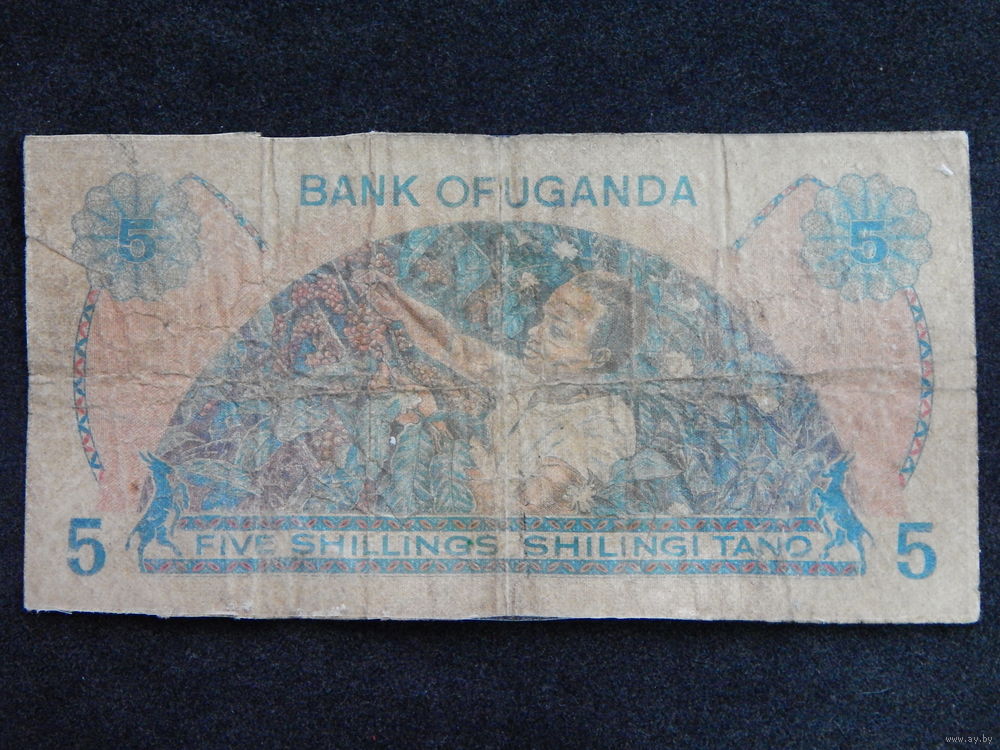 BANK OF UGANDA
5 5
5 5
FIVE SHILLINGS SHILINGI TANO
www.ay.by